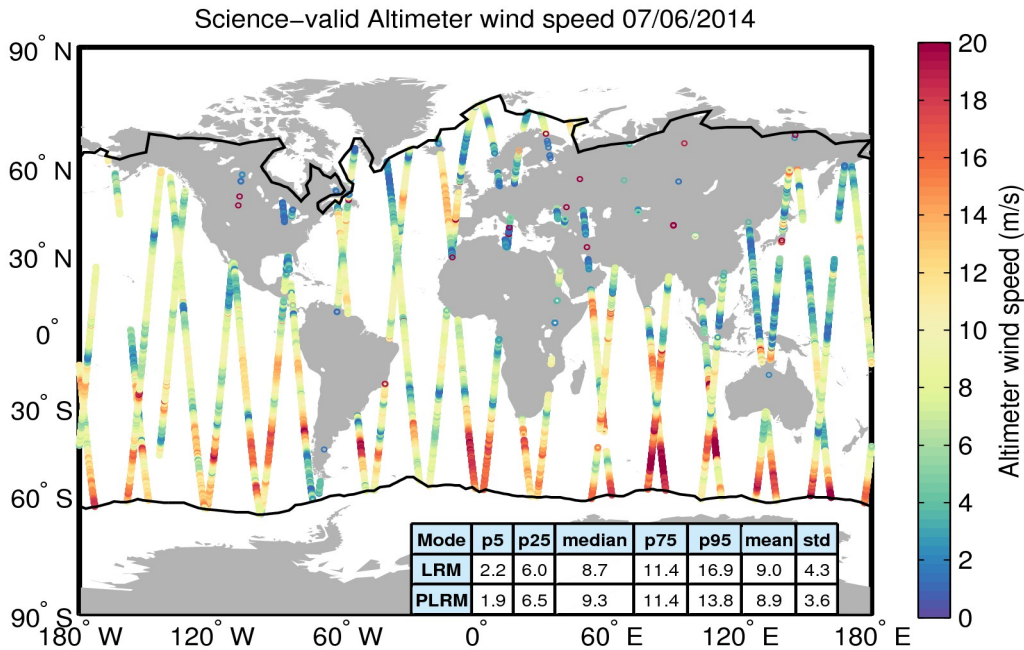 Science−valid Altimeter wind speed 07/06/2014
90° N
60° N
30° N
0°
30° S
60° S
90° S
180° W
120° W
60° W
0°
60° E
120° E
180° E
20
18
16
14
12
10
8
6
4
2
0
Altimeter wind speed (m/s)
Mode p5 p25 median p75 p95 mean std
LRM 2.2 6.0 8.7 11.4 16.9 9.0 4.3
PLRM 1.9 6.5 9.3 11.4 13.8 8.9 3.6